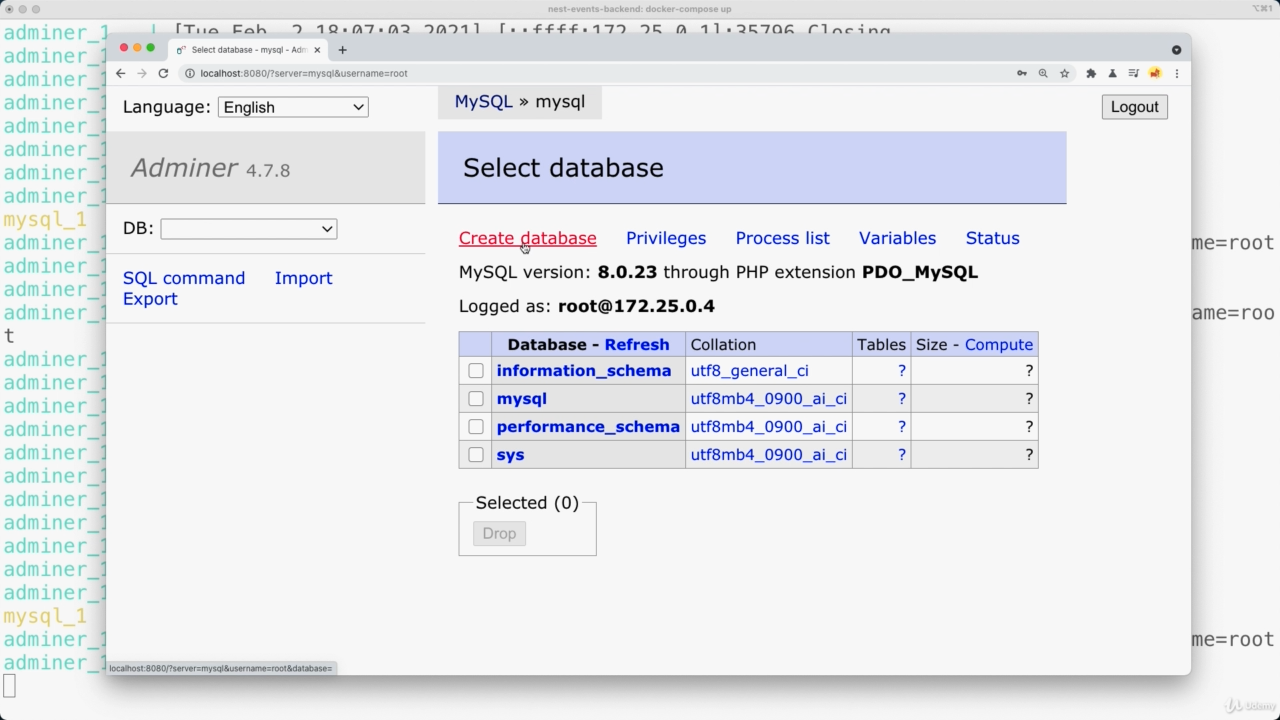 nest-events-backend: docker-compose up
⌥⌘1
adminer_1 | [Tue Feb 2 18:07:03 2021] [::ffff:172.25.0.1]:35796 Closing
Select database - mysql - Adm
localhost:8080/?server=mysql&username=root
Language: English
MySQL » mysql
Logout
Adminer 4.7.8
Select database
DB:
Create database Privileges Process list Variables Status
SQL command Import
Export
MySQL version: 8.0.23 through PHP extension PDO_MySQL
Logged as: root@172.25.0.4
Database - Refresh Collation Tables Size - Compute
information_schema utf8_general_ci ? ?
mysql utf8mb4_0900_ai_ci ? ?
performance_schema utf8mb4_0900_ai_ci ? ?
sys utf8mb4_0900_ai_ci ? ?
Selected (0)
Drop
localhost:8080/?server=mysql&username=root&database=
adminer_1
adminer_1
adminer_1
adminer_1
adminer_1
adminer_1
adminer_1
mysql_1
adminer_1 me=root
adminer_1
adminer_1
adminer_1 ame=roo
t
adminer_1
adminer_1
adminer_1
adminer_1
adminer_1
adminer_1
adminer_1
adminer_1
adminer_1
adminer_1
adminer_1
mysql_1
adminer_1 me=root
adminer_1
Udemy